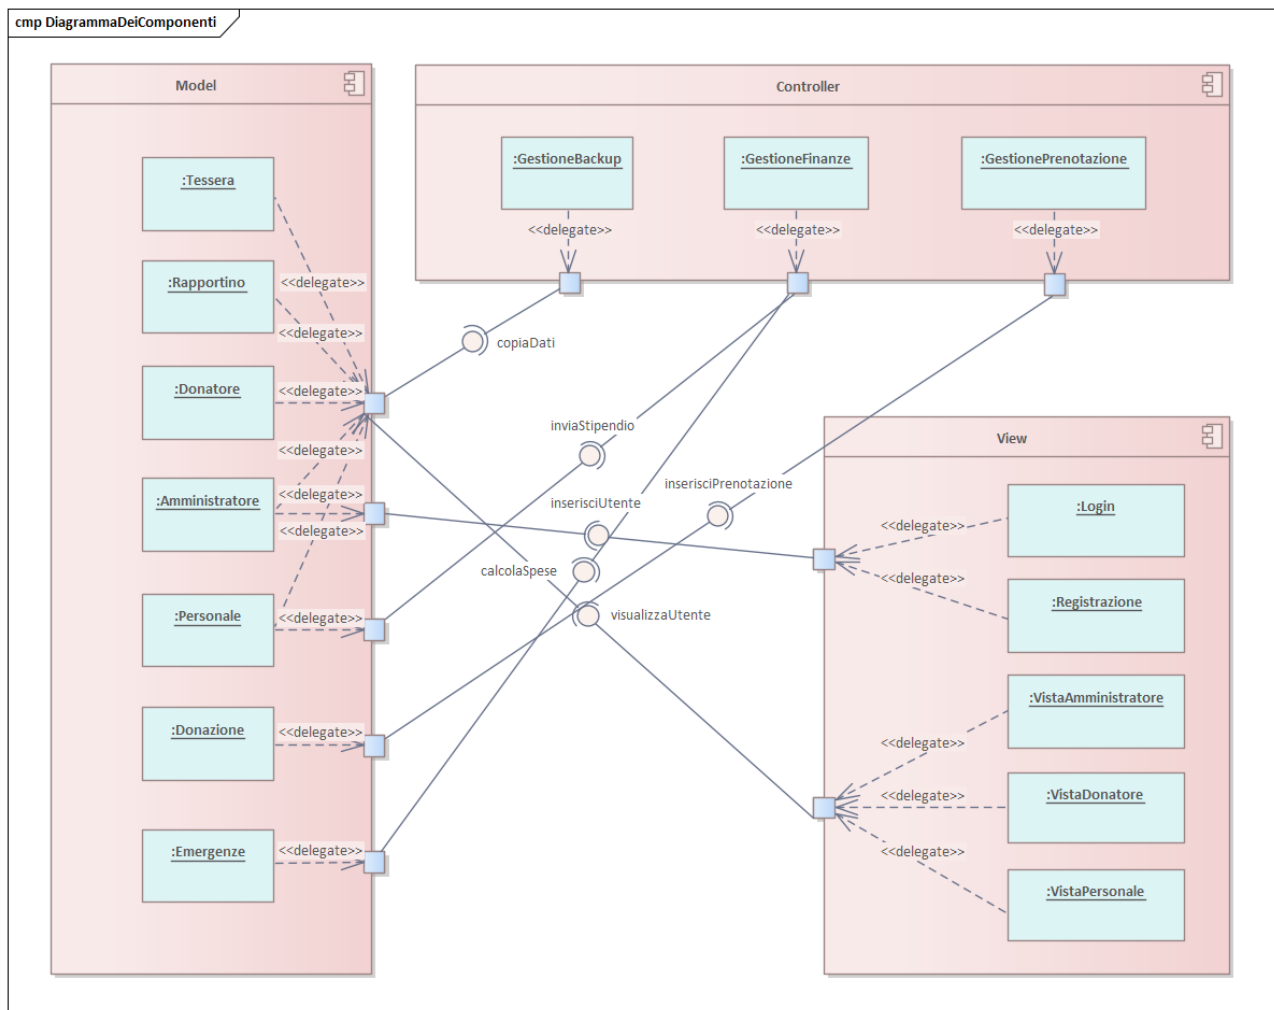 cmp DiagrammaDeiComponenti
Model
:Tessera
:Rapportino
<<delegate>>
<<delegate>>
:Donatore
<<delegate>>
<<delegate>>
:Amministratore
<<delegate>>
<<delegate>>
:Personale
<<delegate>>
:Donazione
<<delegate>>
:Emergenze
<<delegate>>
Controller
:GestioneBackup
:GestioneFinanze
:GestionePrenotazione
<<delegate>>
<<delegate>>
<<delegate>>
copiaDati
inviaStipendio
inserisciPrenotazione
inserisciUtente
calcolaSpese
visualizzaUtente
View
:Login
<<delegate>>
<<delegate>>
:Registrazione
:VistaAmministratore
<<delegate>>
<<delegate>>
:VistaDonatore
<<delegate>>
:VistaPersonale